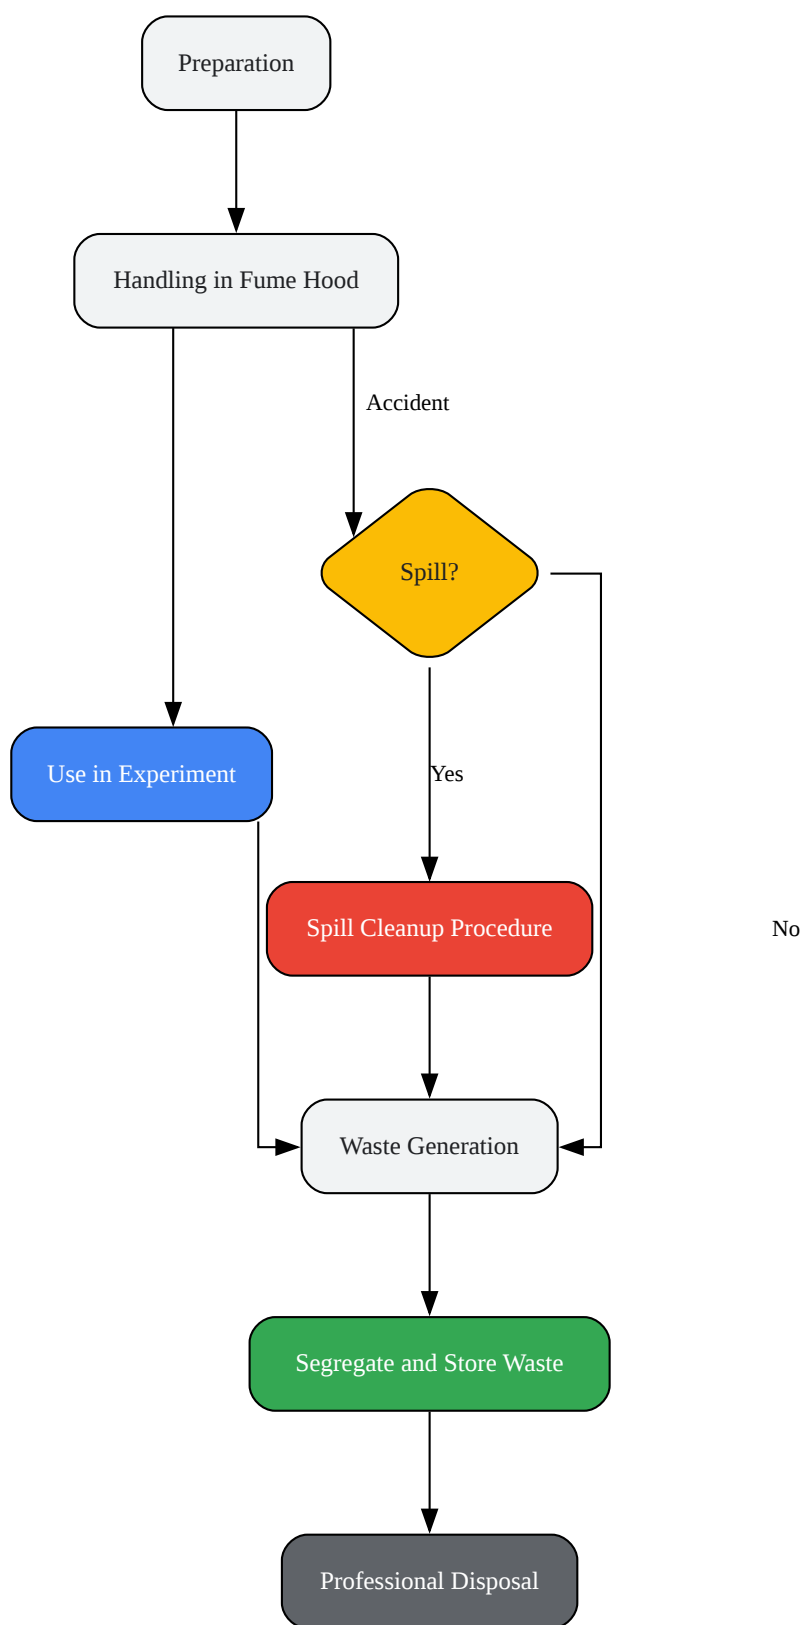 Preparation
Handling in Fume Hood
Accident
Spill?
Use in Experiment
Yes
Spill Cleanup Procedure
No
Waste Generation
Segregate and Store Waste
Professional Disposal